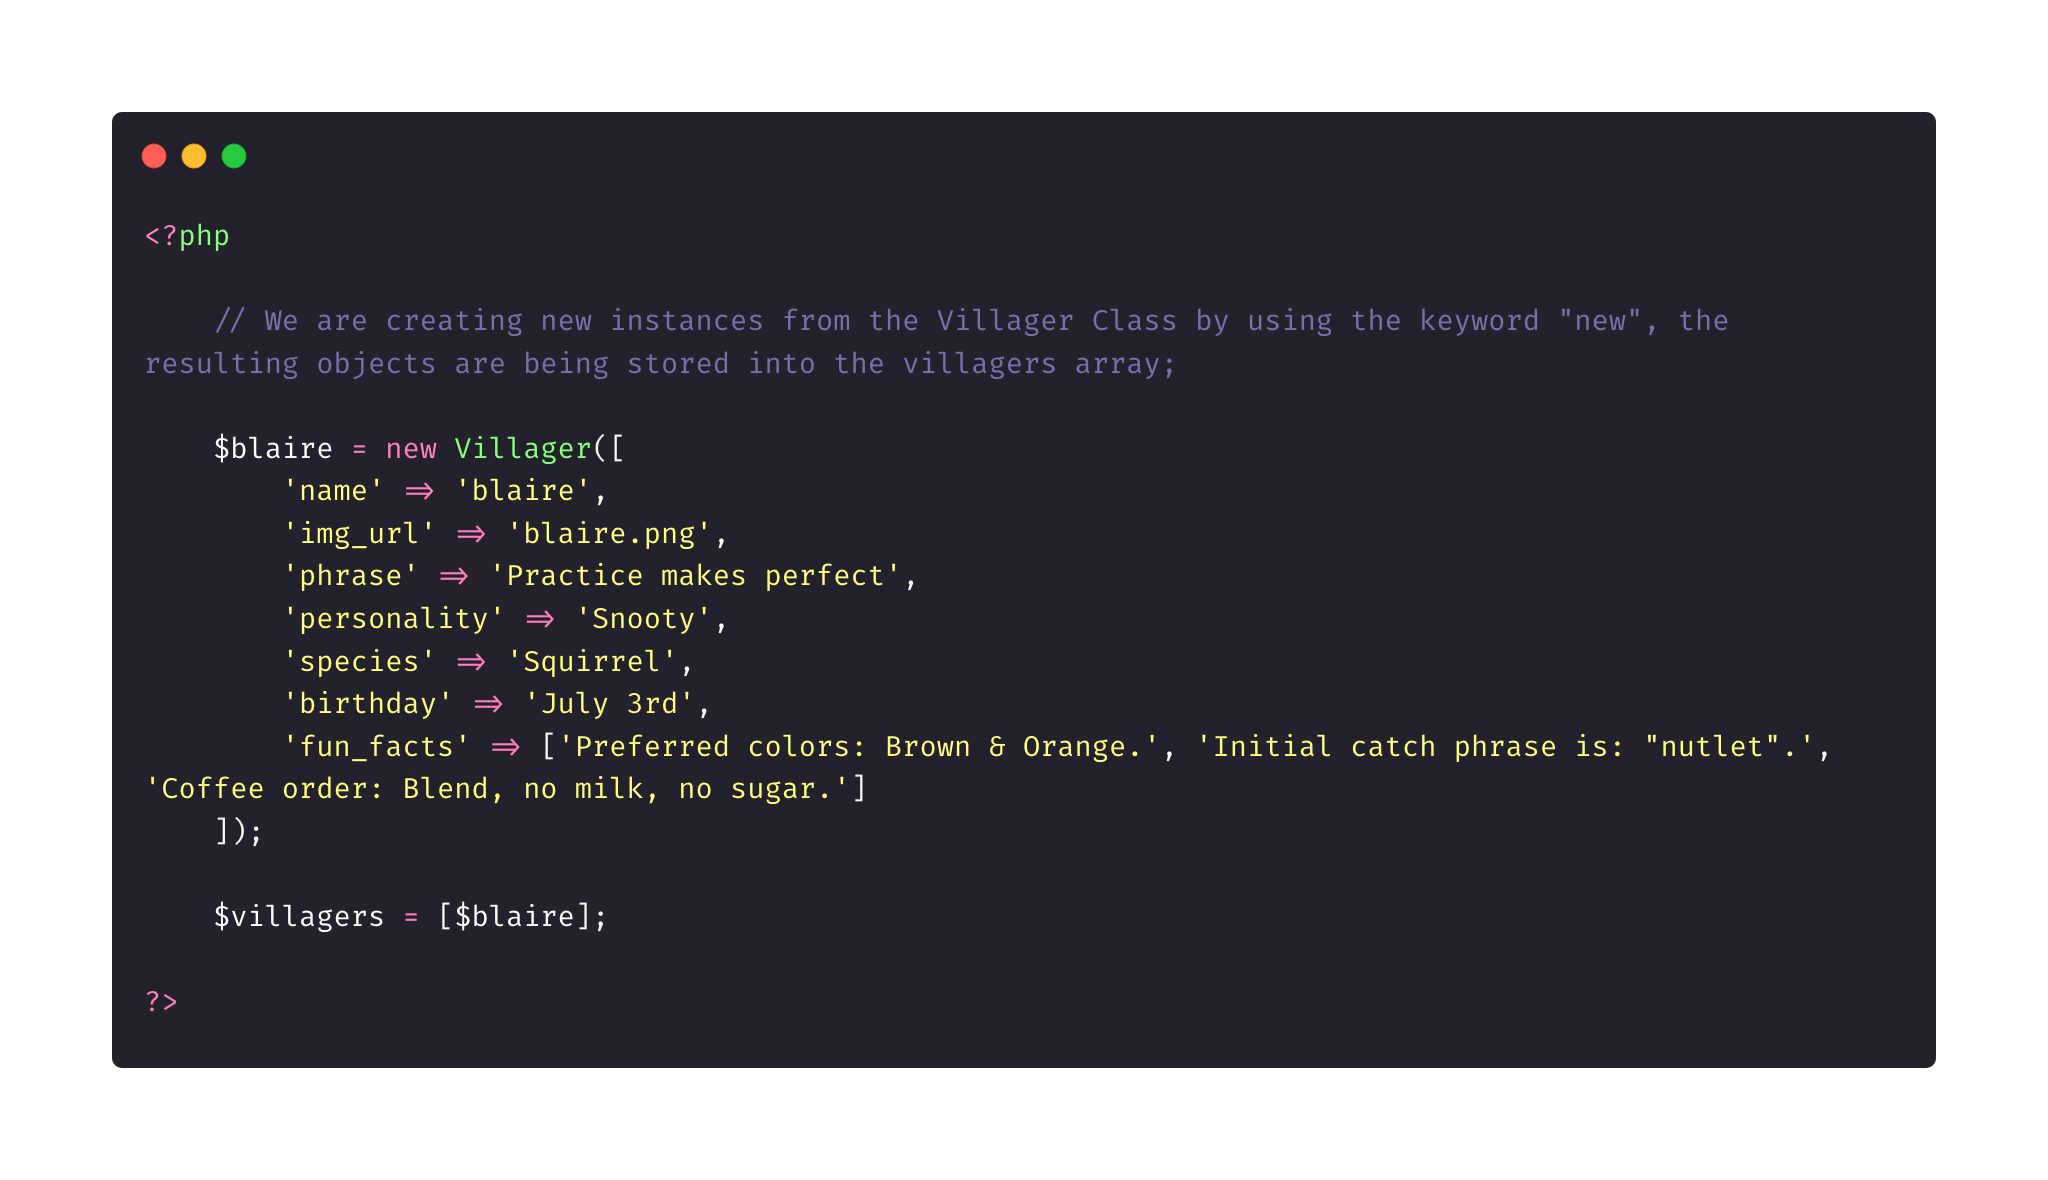 <?php
// We are creating new instances from the Villager Class by using the keyword "new", the
resulting objects are being stored into the villagers array;
$blaire = new Villager([
'name' => 'blaire',
'img_url' => 'blaire.png',
'phrase' => 'Practice makes perfect',
'personality' => 'Snooty',
'species' => 'Squirrel',
'birthday' => 'July 3rd',
'fun_facts' => ['Preferred colors: Brown & Orange.', 'Initial catch phrase is: "nutlet".',
'Coffee order: Blend, no milk, no sugar.']
]);
$villagers = [$blaire];
?>